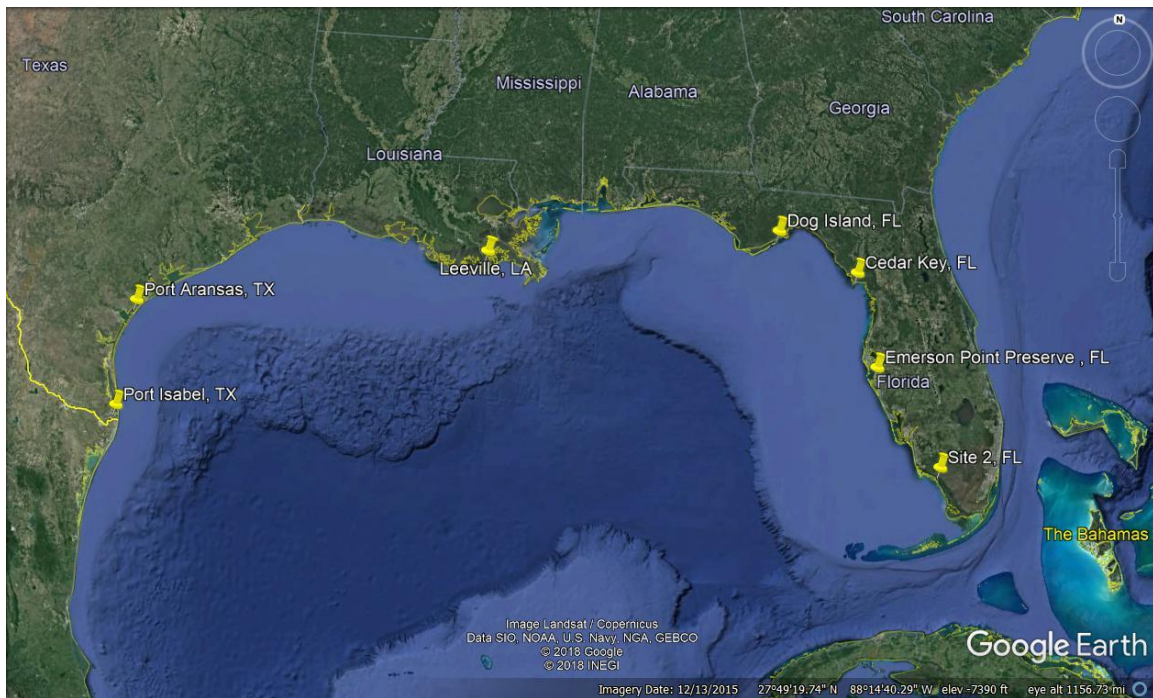 South Carolina
N
Texas
Mississippi
Alabama
Georgia
Louisiana
Dog Island, FL
Leeville, LA
Cedar Key, FL
Port Aransas, TX
Emerson Point Preserve , FL
Florida
Port Isabel, TX
Site 2, FL
The Bahamas
Image Landsat / Copernicus
Data SIO, NOAA, U.S. Navy, NGA, GEBCO
© 2018 Google
© 2018 INEGI
Google Earth
Imagery Date: 12/13/2015 27°49'19.74" N 88°14'40.29" W elev -7390 ft eye alt 1156.73 mi